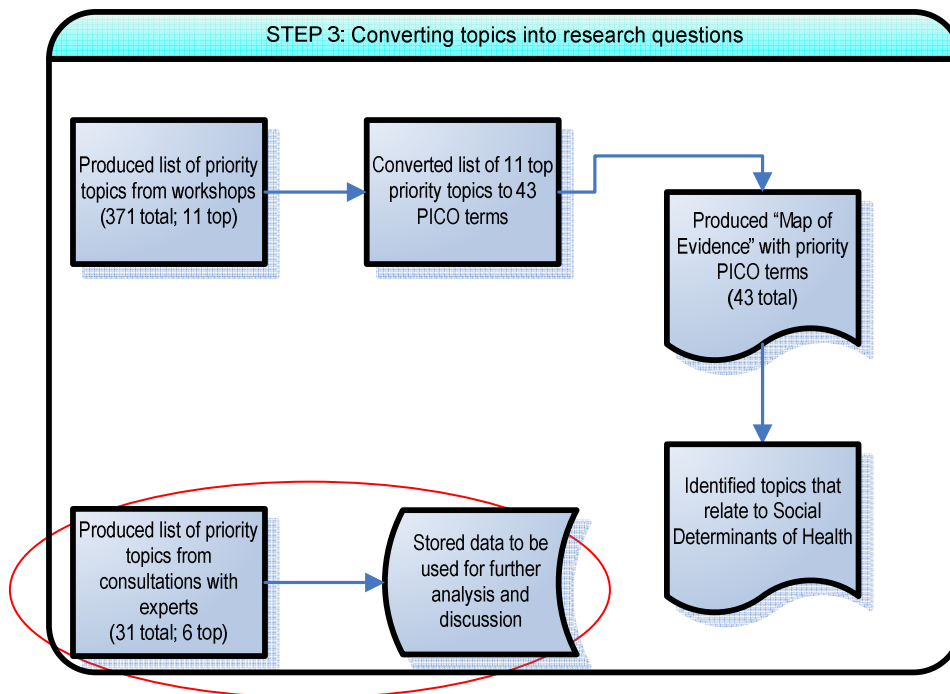 STEP 3: Converting topics into research questions
Produced list of priority
topics from workshops
(371 total; 11 top)
Converted list of 11 top
priority topics to 43
PICO terms
Produced “Map of
Evidence” with priority
PICO terms
(43 total)
Identified topics that
relate to Social
Determinants of Health
Produced list of priority
topics from
consultations with
experts
(31 total; 6 top)
Stored data to be
used for further
analysis and
discussion